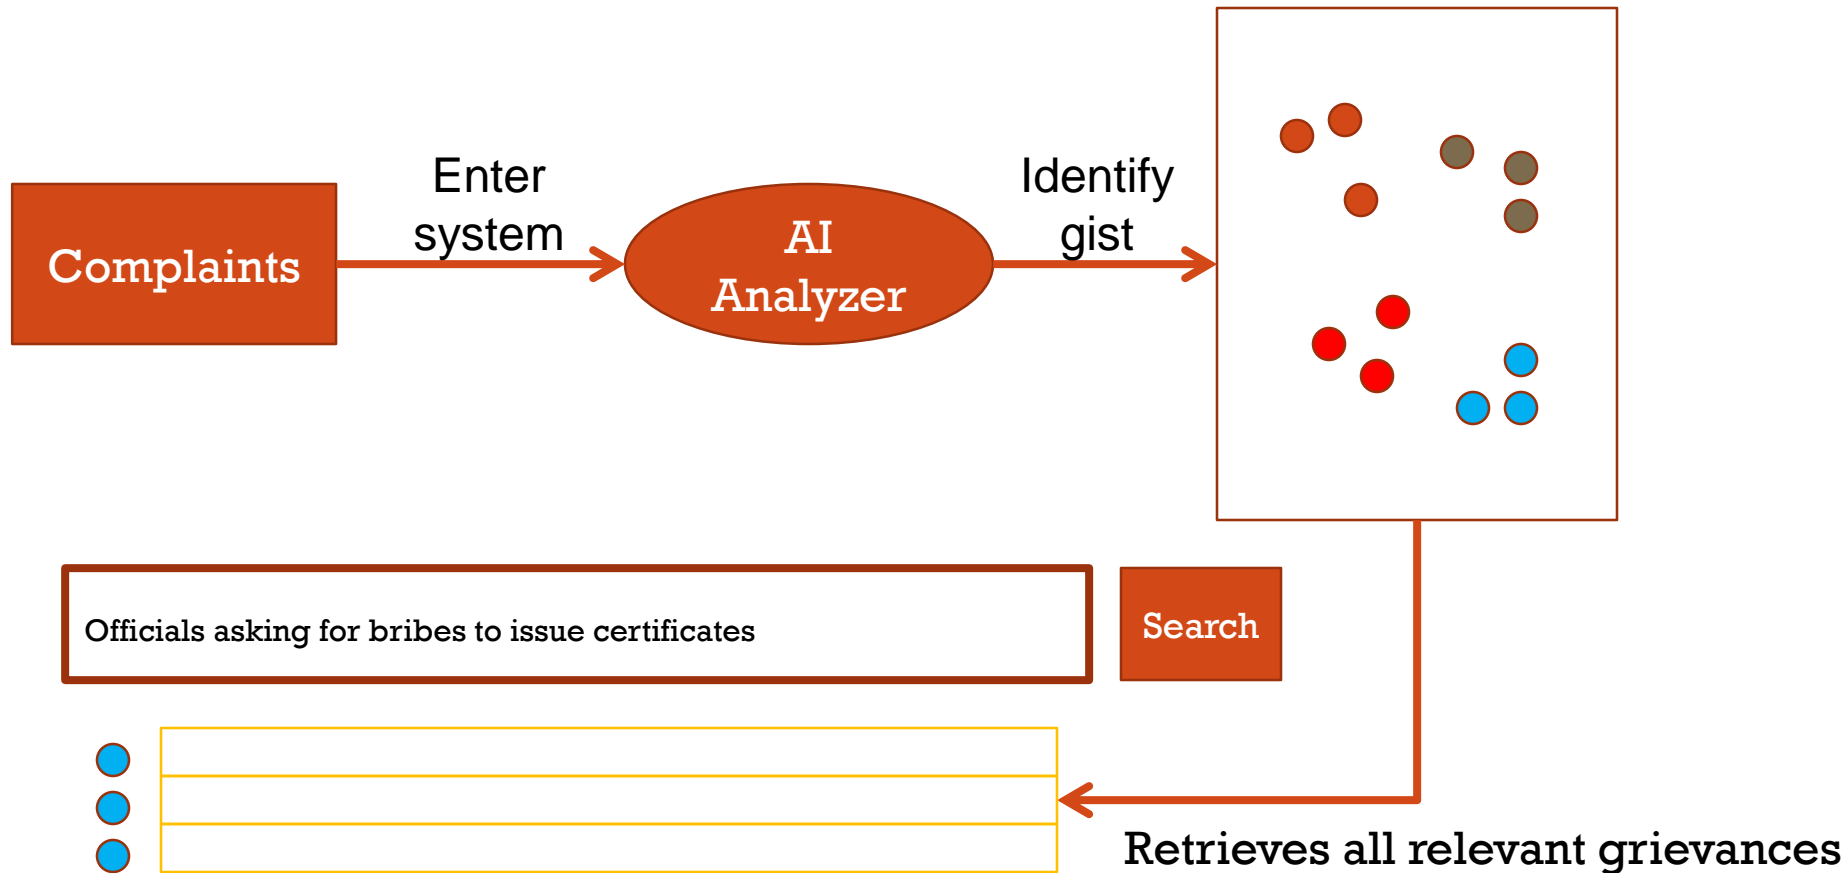 Complaints
Enter
system
AI
Analyzer
Identify
gist
Officials asking for bribes to issue certificates
Search
Retrieves all relevant grievances